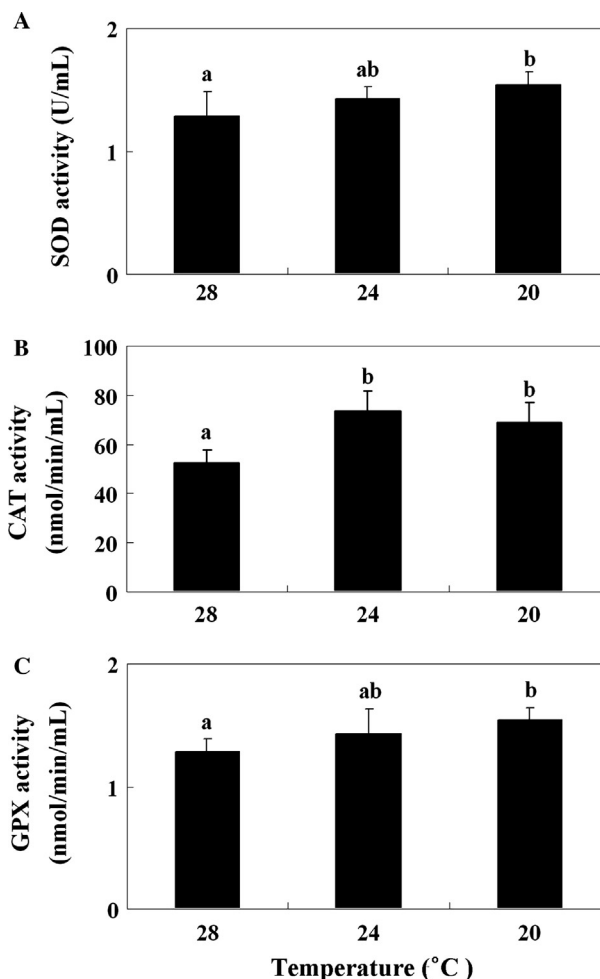 A
SOD activity (U/mL)
2
1
0
a
ab
b
28
24
20
B
CAT activity
(nmol/min/mL)
100
80
60
40
20
0
a
b
b
28
24
20
C
GPX activity
(nmol/min/mL)
2
1
0
a
ab
b
28
24
20
Temperature (°C )